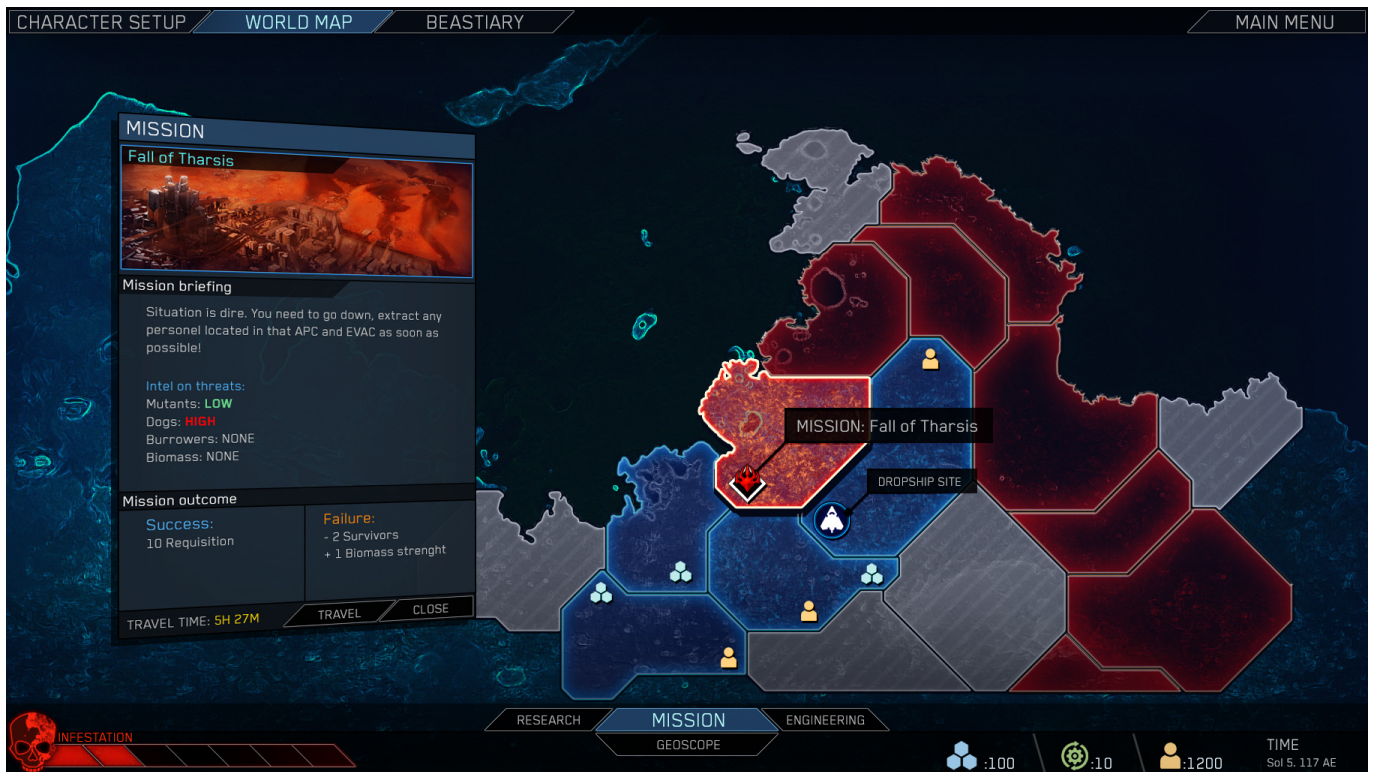 CHARACTER SETUP
WORLD MAP
BEASTIARY
MAIN MENU
MISSION
Fall of Tharsis
Mission briefing
Situation is dire. You need to go down, extract any
personel located in that APC and EVAC as soon as
possible!
Intel on threats:
Mutants: LOW
Dogs: HIGH
Burrowers: NONE
Biomass: NONE
Mission outcome
Success:
10 Requisition
Failure:
- 2 Survivors
+ 1 Biomass strenght
TRAVEL TIME: 5H 27M
TRAVEL
CLOSE
MISSION: Fall of Tharsis
DROPSHIP SITE
INFESTATION
RESEARCH
MISSION
ENGINEERING
GEOSCOPE
:100
:10
:1200
TIME
Sol 5. 117 AE